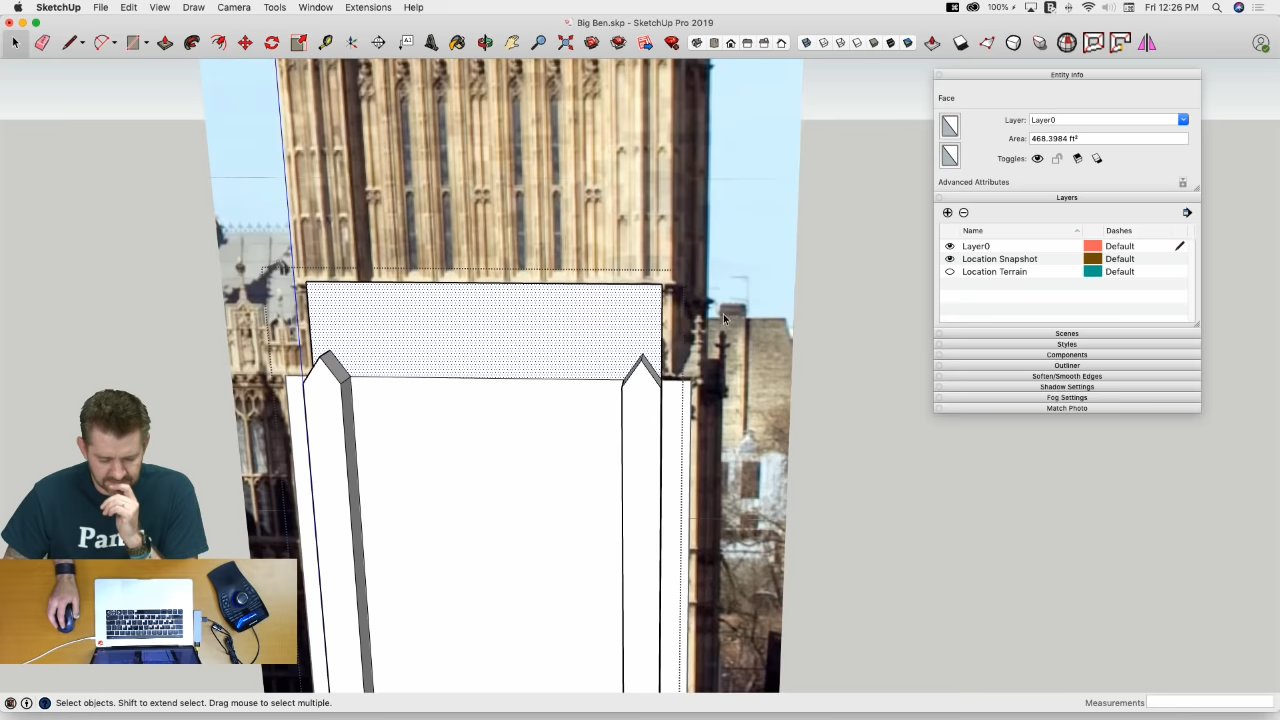 SketchUp File Edit View Draw Camera Tools Window Extensions Help
100% Fri 12:26 PM
Big Ben.skp - SketchUp Pro 2019
Entity Info
Face
Layer: Layer0
Area: 468.3984 ft²
Toggles:
Advanced Attributes
Layers
Name Dashes
Layer0 Default
Location Snapshot Default
Location Terrain Default
Scenes
Styles
Components
Outliner
Soften/Smooth Edges
Shadow Settings
Fog Settings
Match Photo
Pan
Select objects. Shift to extend select. Drag mouse to select multiple.
Measurements